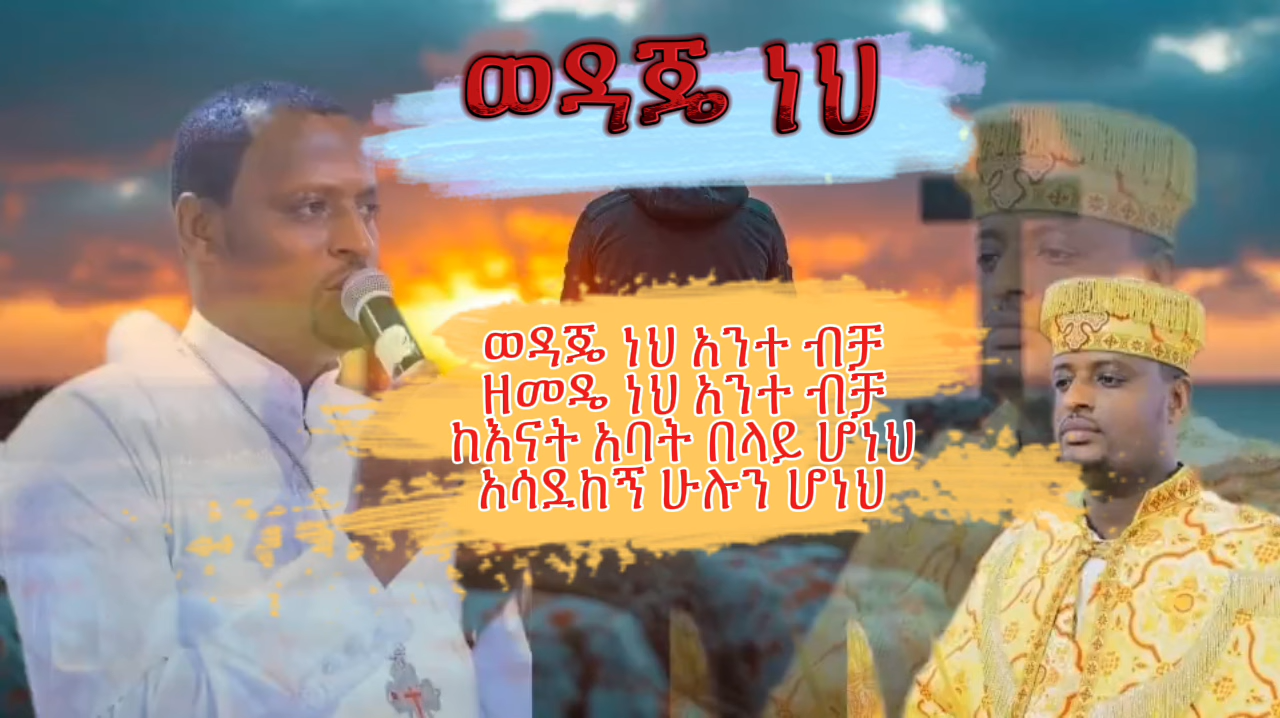 ወዳጄ ነህ
ወዳጄ ነህ አንተ ብቻ
ዘመዴ ነህ አንተ ብቻ
ከእናት አባት በላይ ሆነህ
አሳደከኝ ሁሉን ሆነህ